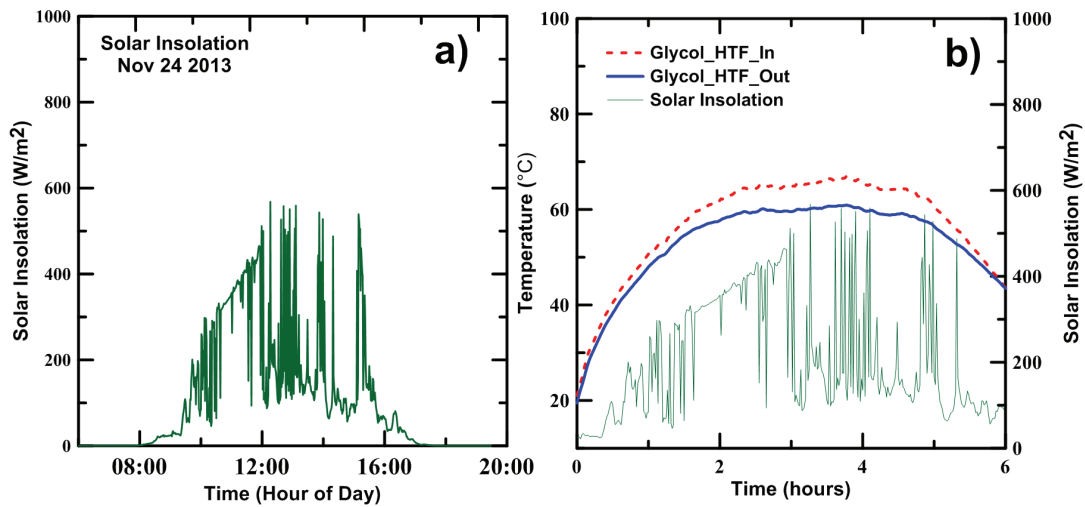 1000
800
600
400
200
0
Solar Insolation (W/m2)
Solar Insolation
Nov 24 2013
a)
08:00
12:00
16:00
20:00
Time (Hour of Day)
100
80
60
40
20
Temperature (°C)
Glycol_HTF_In
Glycol_HTF_Out
Solar Insolation
b)
0
2
4
6
Time (hours)
1000
800
600
400
200
0
Solar Insolation (W/m2)